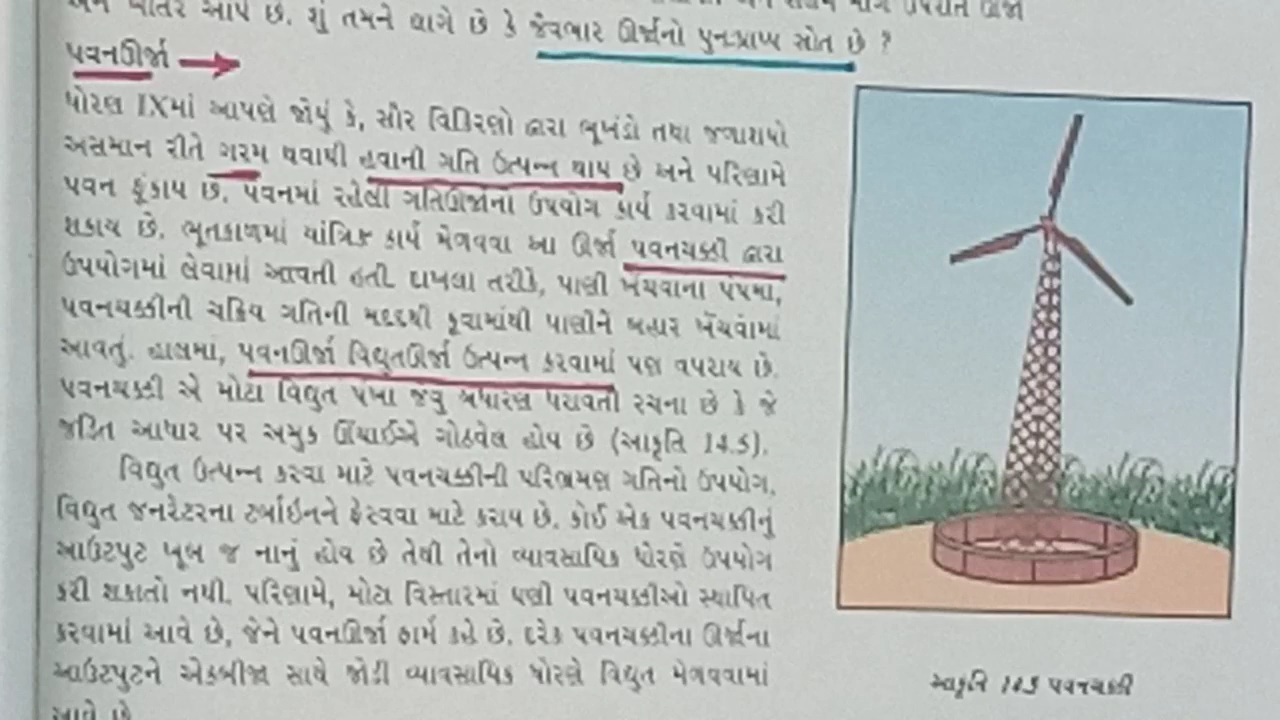 ઉપરાંત ઊર્જા
આપે છે. શું તમને લાગે છે કે જૈવભાર ઊર્જાનો પુનઃપ્રાપ્ય સ્રોત છે ?
પવનઊર્જા
ધોરણ IXમાં આપણે જોયું કે, સૌર વિકિરણો દ્વારા ભૂખંડો તથા જળાશયો
અસમાન રીતે ગરમ થવાથી હવાની ગતિ ઉત્પન્ન થાય છે અને પરિણામે
પવન ફૂંકાય છે. પવનમાં રહેલી ગતિઊર્જાનો ઉપયોગ કાર્ય કરવામાં કરી
શકાય છે. ભૂતકાળમાં યાંત્રિક કાર્ય મેળવવા આ ઊર્જા પવનચક્કી દ્વારા
ઉપયોગમાં લેવામાં આવતી હતી. દાખલા તરીકે, પાણી ખેંચવાના પંપમાં,
પવનચક્કીની ચક્રિય ગતિની મદદથી કૂવામાંથી પાણીને બહાર ખેંચવામાં
આવતું. હાલમાં, પવનઊર્જા વિદ્યુતઊર્જા ઉત્પન્ન કરવામાં પણ વપરાય છે.
પવનચક્કી એ મોટા વિદ્યુત પંખા જેવું બંધારણ ધરાવતી રચના છે કે જે
જડિત આધાર પર અમુક ઊંચાઈએ ગોઠવેલ હોય છે (આકૃતિ 14.5).
વિદ્યુત ઉત્પન્ન કરવા માટે પવનચક્કીની પરિભ્રમણ ગતિનો ઉપયોગ,
વિદ્યુત જનરેટરના ટર્બાઇનને ફેરવવા માટે કરાય છે. કોઈ એક પવનચક્કીનું
આઉટપુટ ખૂબ જ નાનું હોય છે તેથી તેનો વ્યાવસાયિક ધોરણે ઉપયોગ
કરી શકાતો નથી. પરિણામે, મોટા વિસ્તારમાં ઘણી પવનચક્કીઓ સ્થાપિત
કરવામાં આવે છે, જેને પવનઊર્જા ફાર્મ કહે છે. દરેક પવનચક્કીના ઊર્જાના
આઉટપુટને એકબીજા સાથે જોડી વ્યાવસાયિક ધોરણે વિદ્યુત મેળવવામાં
આવે છે.
આકૃતિ 14.5 પવનચક્કી